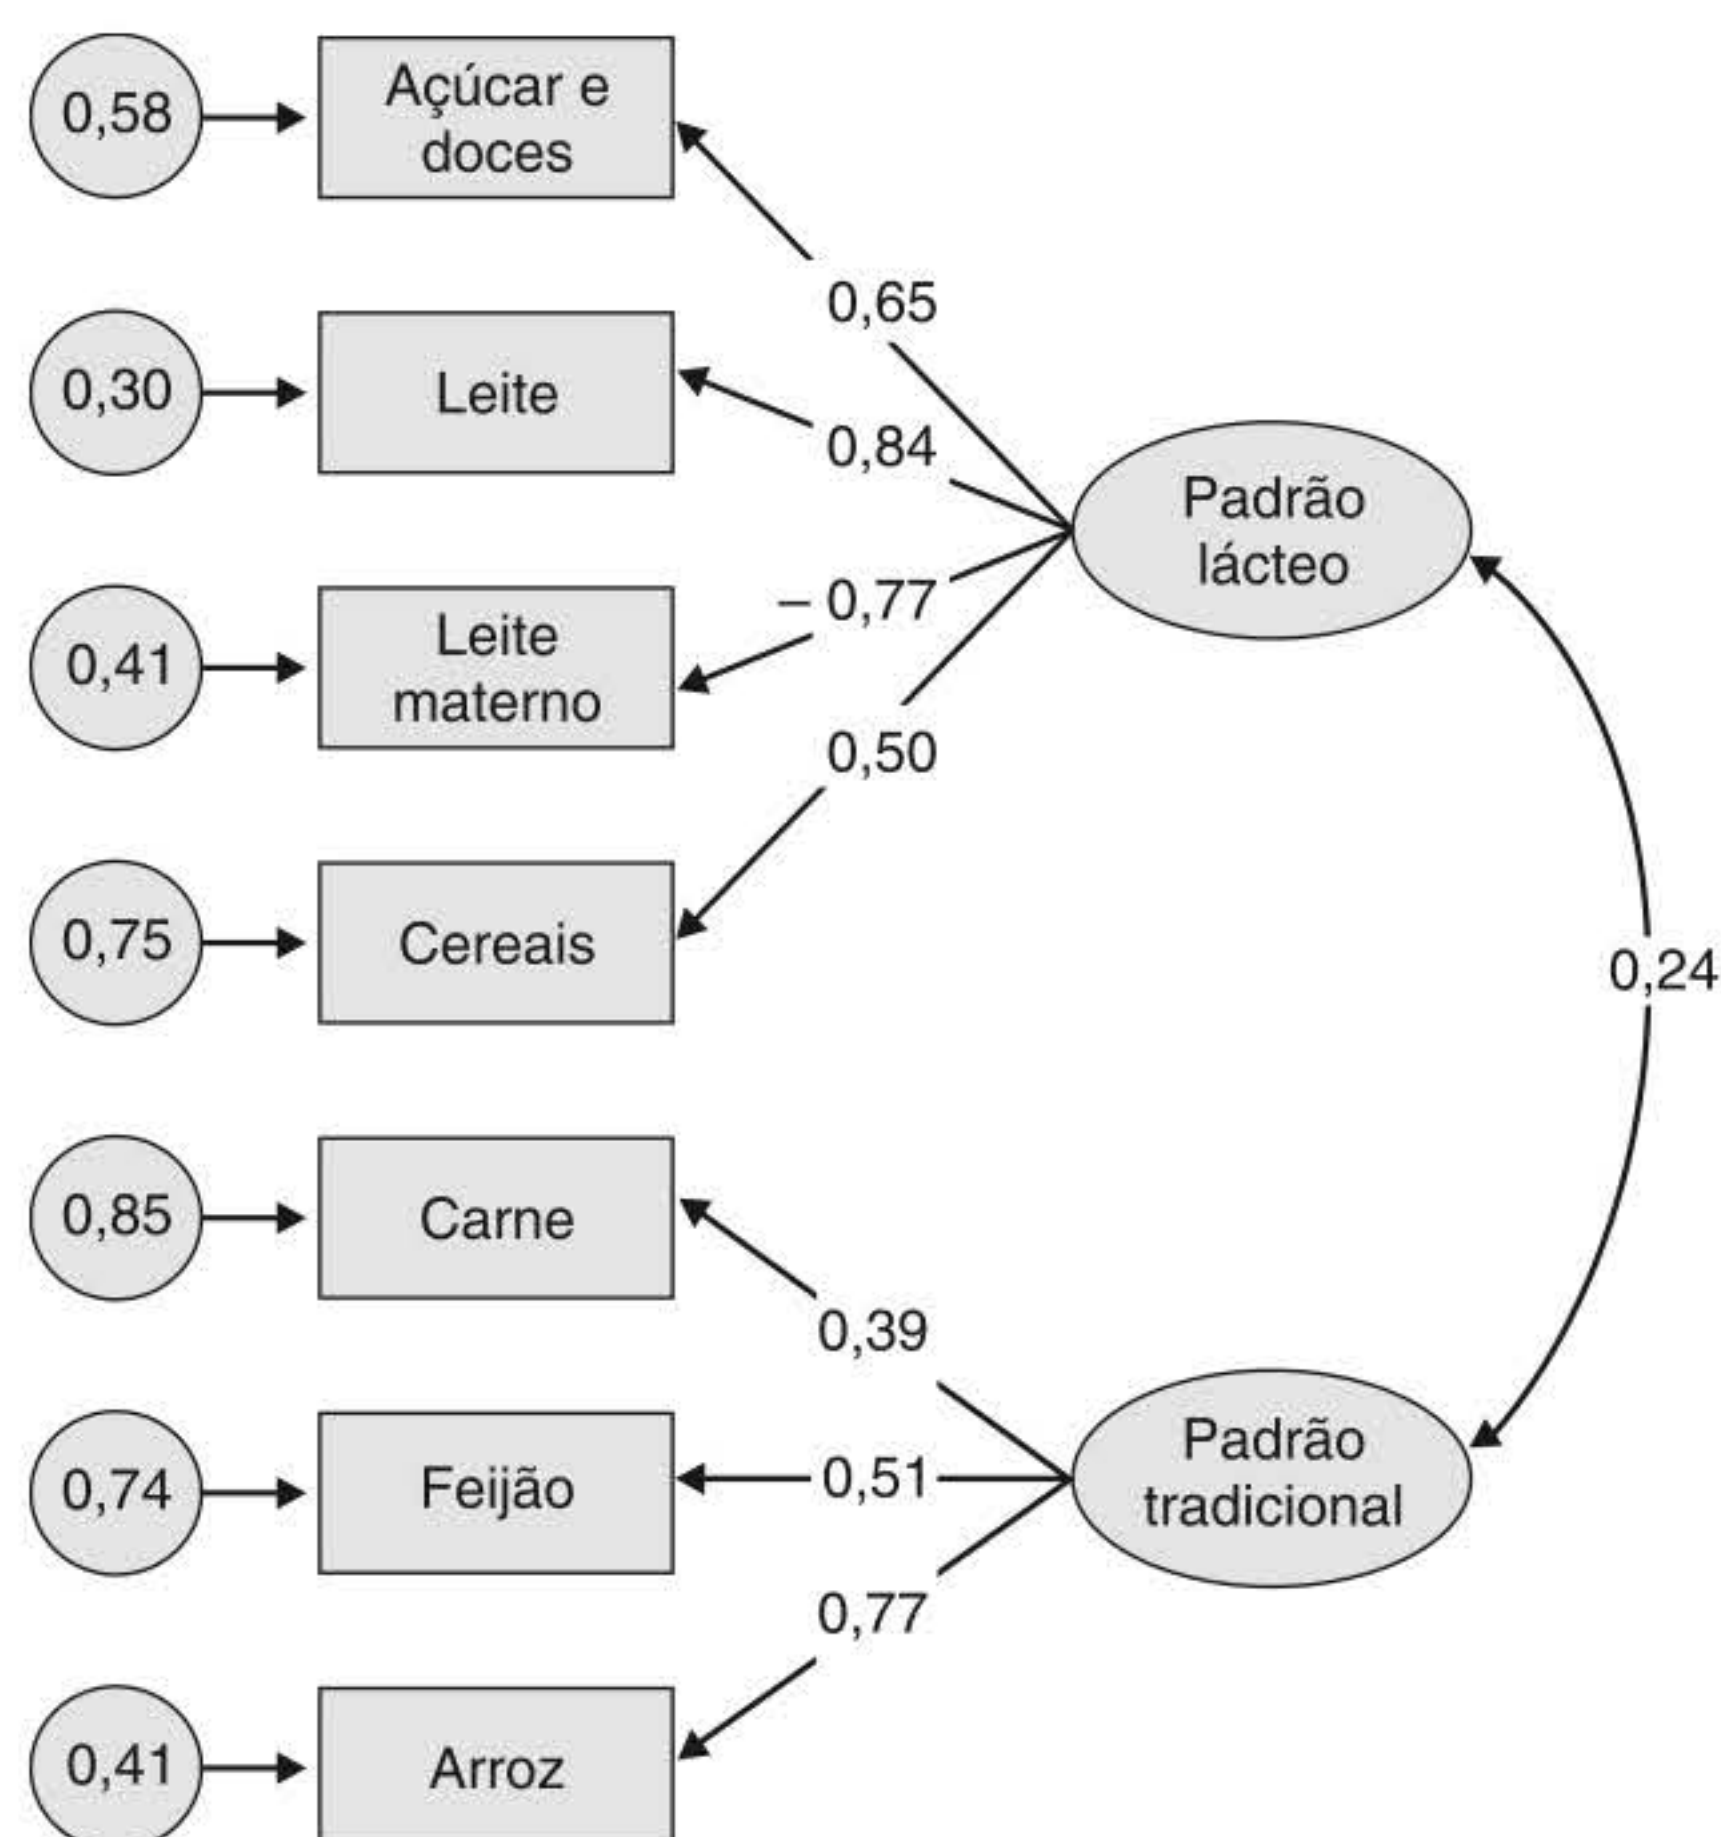 0,58
Açúcar e
doces
0,65
0,30
Leite
0,84
Padrão
lácteo
0,41
Leite
materno
– 0,77
0,50
0,75
Cereais
0,24
0,85
Carne
0,39
0,74
Feijão
0,51
Padrão
tradicional
0,77
0,41
Arroz